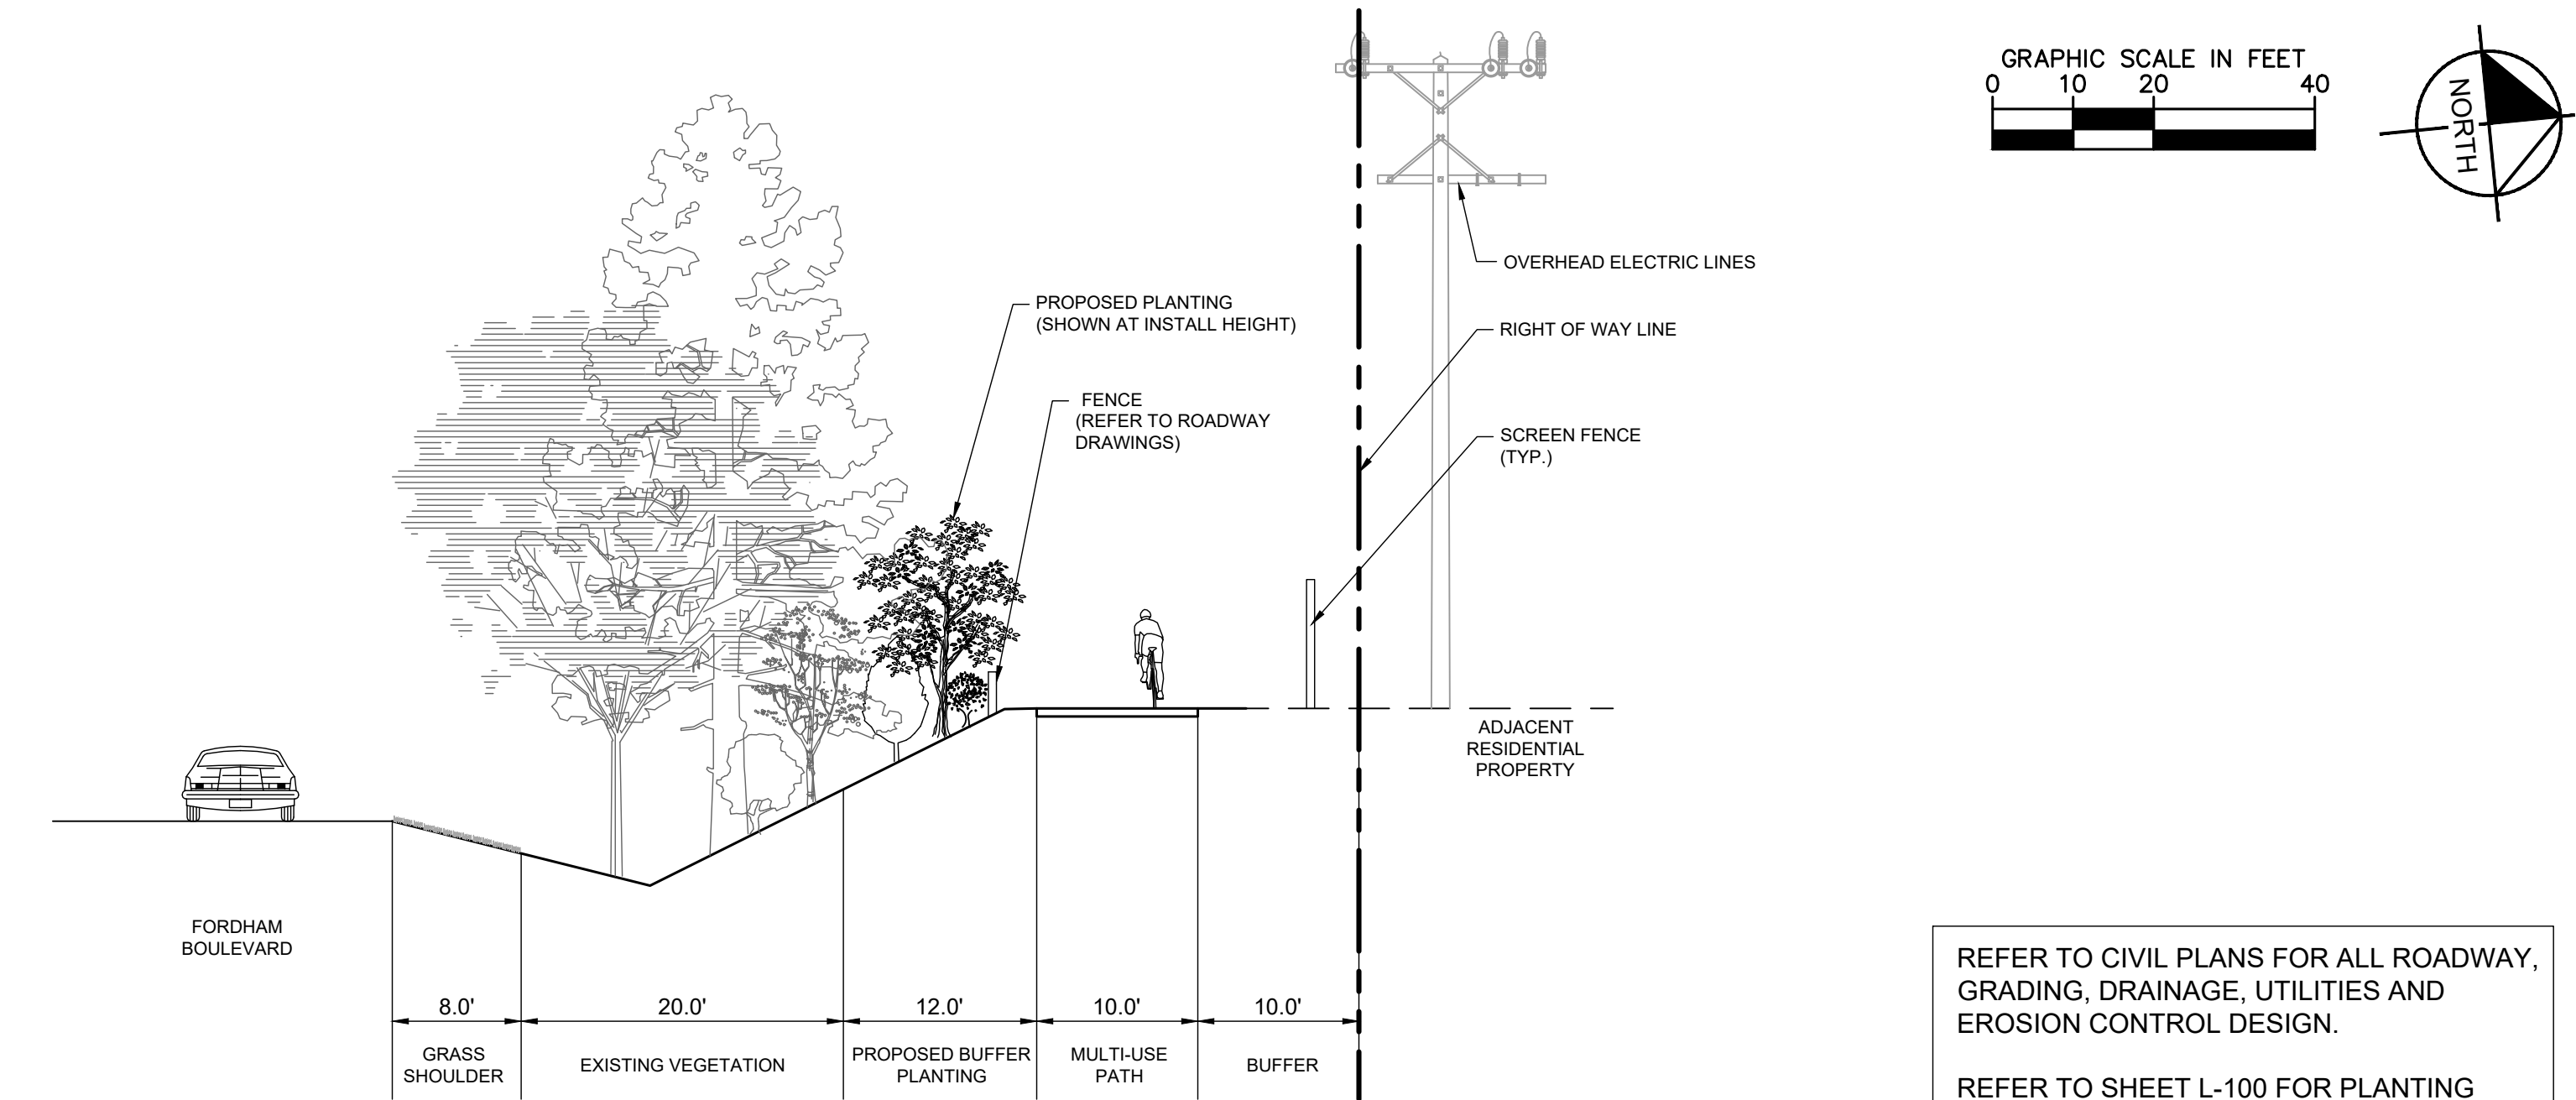 GRAPHIC SCALE IN FEET
0 10 20 40
NORTH
OVERHEAD ELECTRIC LINES
PROPOSED PLANTING
(SHOWN AT INSTALL HEIGHT)
RIGHT OF WAY LINE
FENCE
(REFER TO ROADWAY
DRAWINGS)
SCREEN FENCE
(TYP.)
ADJACENT
RESIDENTIAL
PROPERTY
FORDHAM
BOULEVARD
8.0'
20.0'
12.0'
10.0'
10.0'
GRASS
SHOULDER
EXISTING VEGETATION
PROPOSED BUFFER
PLANTING
MULTI-USE
PATH
BUFFER
REFER TO CIVIL PLANS FOR ALL ROADWAY,
GRADING, DRAINAGE, UTILITIES AND
EROSION CONTROL DESIGN.
REFER TO SHEET L-100 FOR PLANTING